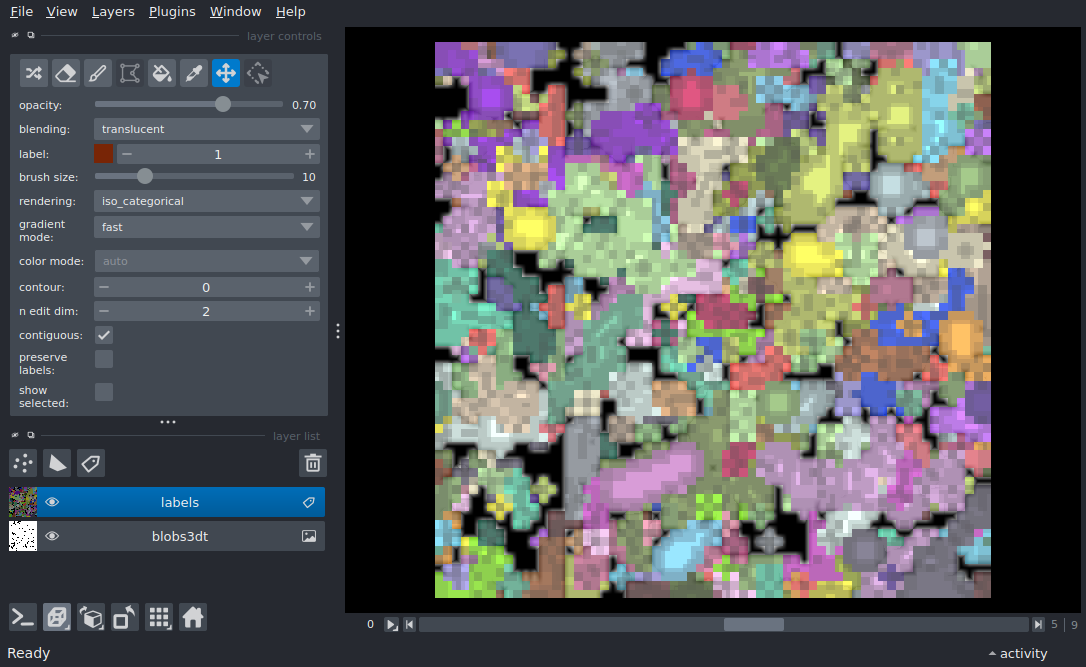 File View Layers Plugins Window Help
layer controls
opacity: 0.70
blending: translucent
label: 1
brush size: 10
rendering: iso_categorical
gradient
mode: fast
color mode: auto
contour: 0
n edit dim: 2
contiguous:
preserve
labels:
show
selected:
layer list
labels
blobs3dt
0 5 | 9
Ready activity